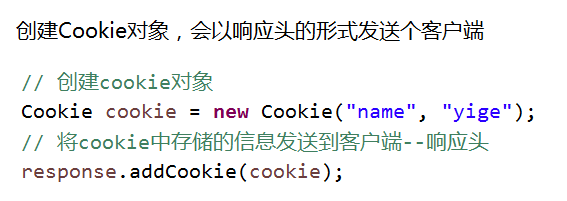 创建Cookie对象，会以响应头的形式发送个客户端
// 创建cookie对象
Cookie cookie = new Cookie("name", "yige");
// 将cookie中存储的信息发送到客户端--响应头
response.addCookie(cookie);